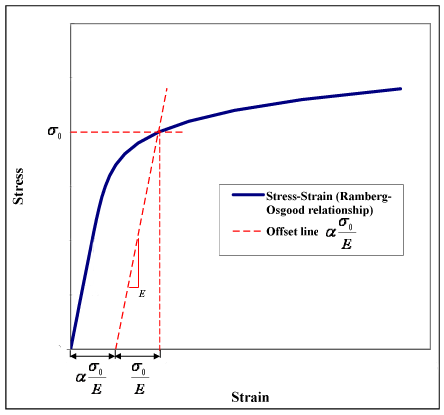 σ₀
Stress
Stress-Strain (Ramberg-
Osgood relationship)
Offset line α σ₀/E
E
α σ₀/E
σ₀/E
Strain